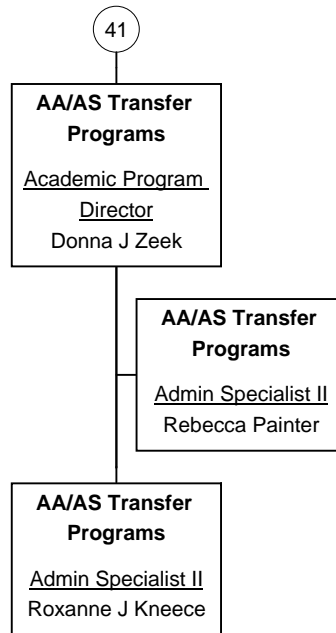 41
AA/AS Transfer
Programs
Academic Program
Director
Donna J Zeek
AA/AS Transfer
Programs
Admin Specialist II
Rebecca Painter
AA/AS Transfer
Programs
Admin Specialist II
Roxanne J Kneece